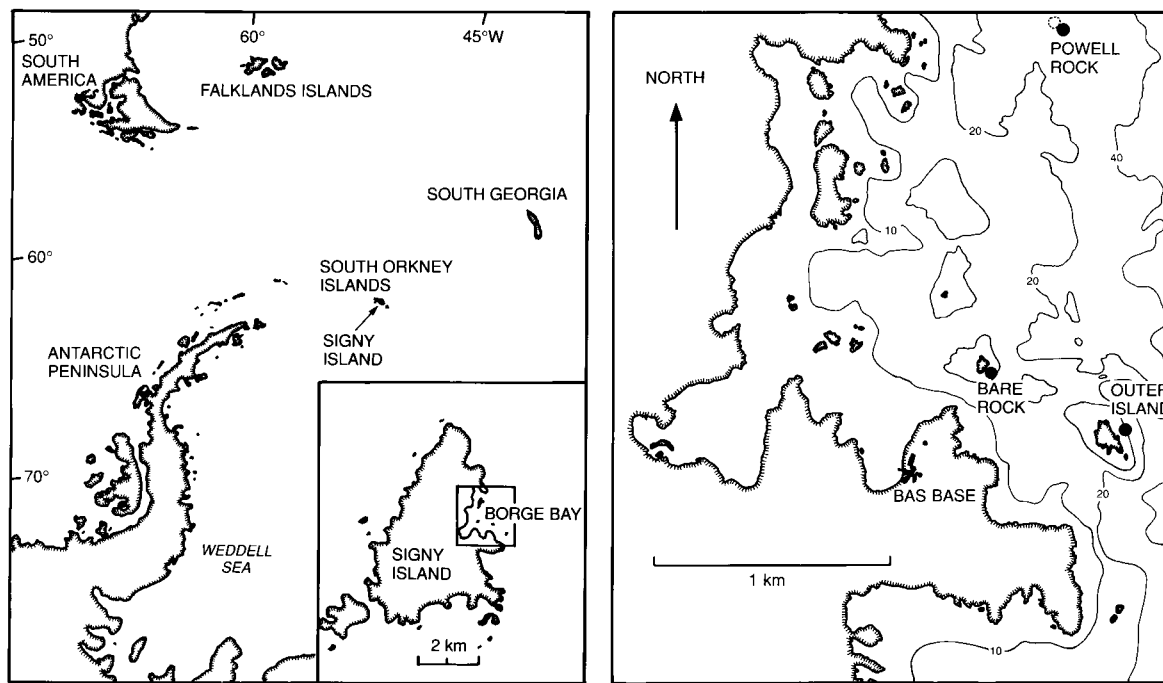 50°
60°
45°W
SOUTH
AMERICA
FALKLANDS ISLANDS
SOUTH GEORGIA
60°
SOUTH ORKNEY
ISLANDS
SIGNY
ISLAND
ANTARCTIC
PENINSULA
70°
WEDDELL
SEA
BORGE BAY
SIGNY
ISLAND
2 km
POWELL
ROCK
NORTH
20
40
10
20
BARE
ROCK
OUTER
ISLAND
BAS BASE
20
1 km
10